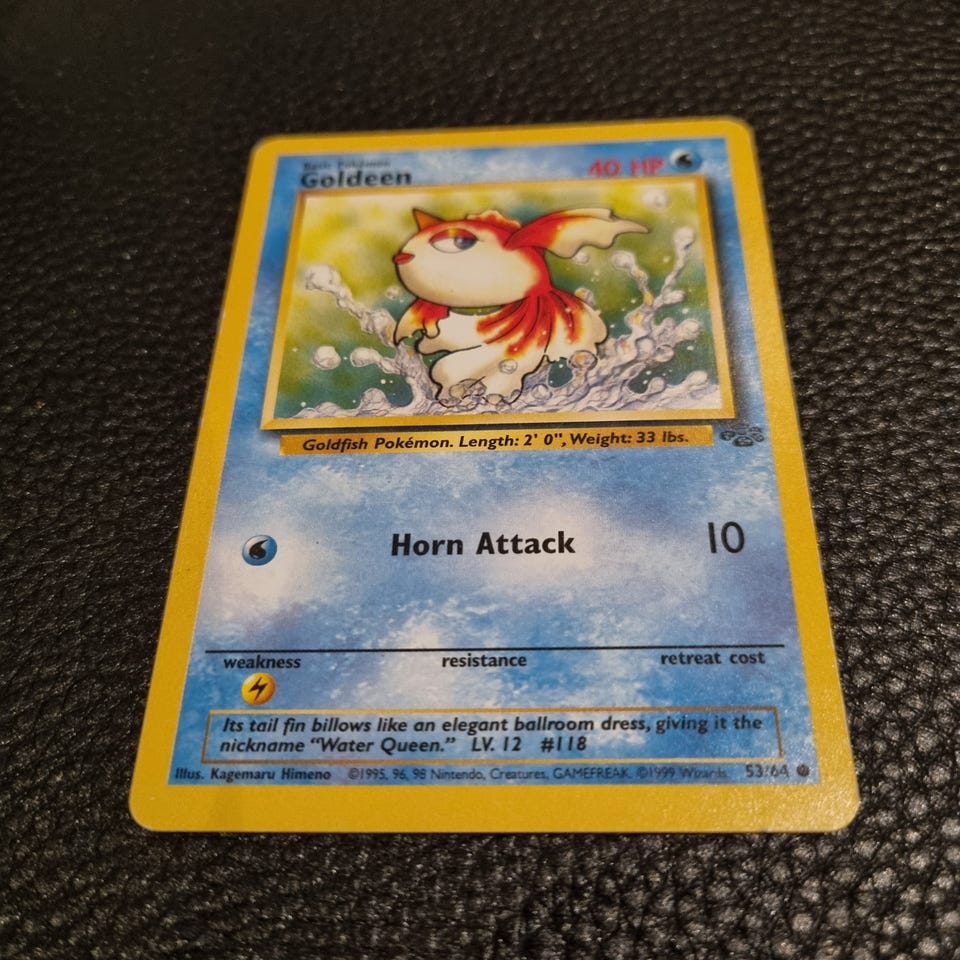 Basic Pokémon
Goldeen 40 HP
Goldfish Pokémon. Length: 2' 0", Weight: 33 lbs.
Horn Attack 10
weakness resistance retreat cost
Its tail fin billows like an elegant ballroom dress, giving it the
nickname “Water Queen.” LV. 12 #118
Illus. Kagemaru Himeno ©1995, 96, 98 Nintendo, Creatures, GAMEFREAK. ©1999 Wizards. 53/64